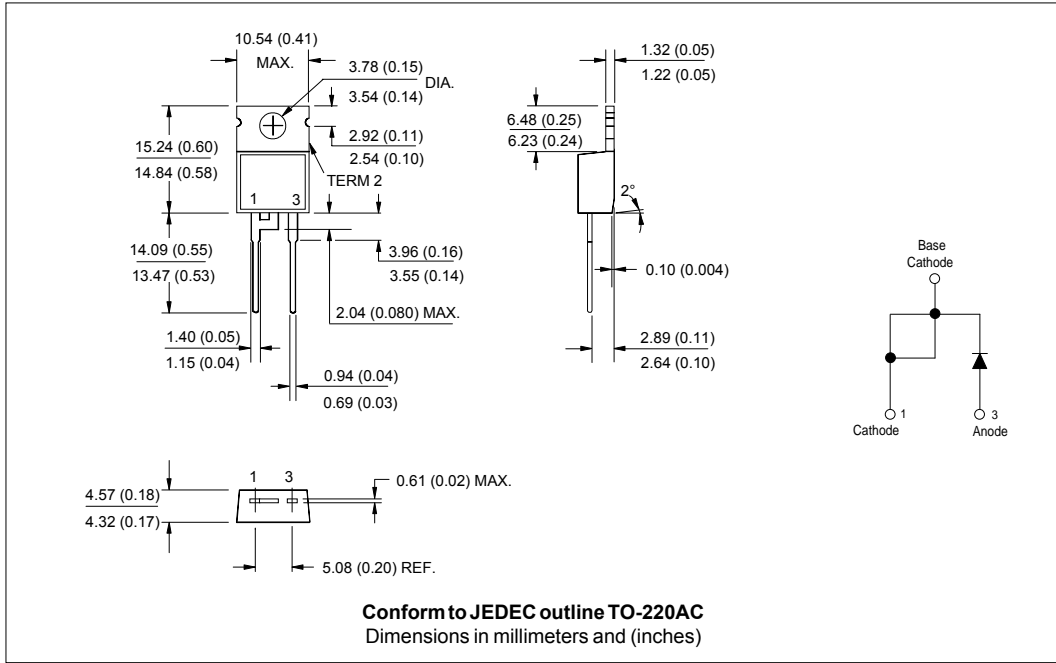 10.54 (0.41)
MAX.
3.78 (0.15)
3.54 (0.14)
DIA.
2.92 (0.11)
2.54 (0.10)
TERM 2
15.24 (0.60)
14.84 (0.58)
1 3
14.09 (0.55)
13.47 (0.53)
3.96 (0.16)
3.55 (0.14)
2.04 (0.080) MAX.
1.40 (0.05)
1.15 (0.04)
0.94 (0.04)
0.69 (0.03)
1.32 (0.05)
1.22 (0.05)
6.48 (0.25)
6.23 (0.24)
2°
0.10 (0.004)
2.89 (0.11)
2.64 (0.10)
Base
Cathode
1
Cathode
3
Anode
1 3
0.61 (0.02) MAX.
4.57 (0.18)
4.32 (0.17)
5.08 (0.20) REF.
Conform to JEDEC outline TO-220AC
Dimensions in millimeters and (inches)